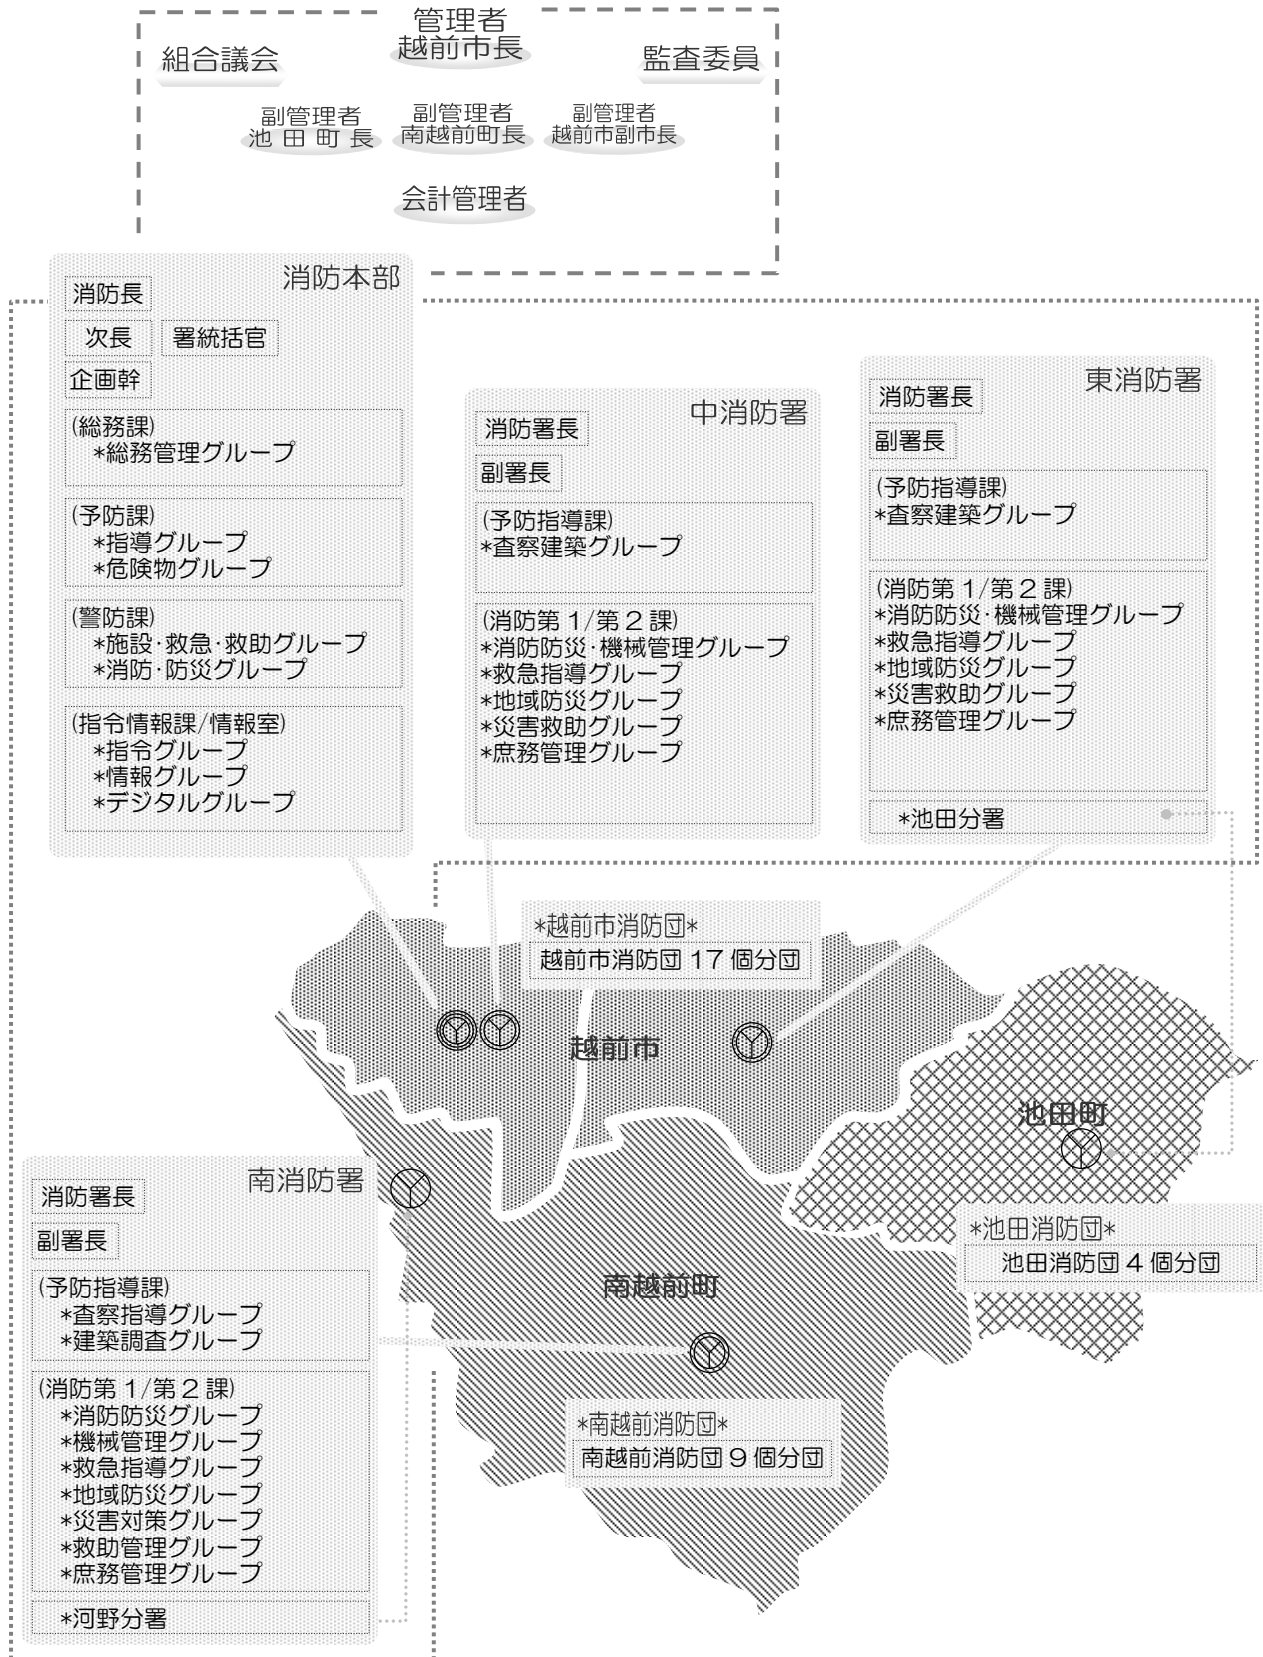 管理者
越前市長
組合議会
監査委員
副管理者
池田町長
副管理者
南越前町長
副管理者
越前市副市長
会計管理者
消防本部
消防長
次長
署統括官
企画幹
(総務課)
*総務管理グループ
(予防課)
*指導グループ
*危険物グループ
(警防課)
*施設・救急・救助グループ
*消防・防災グループ
(指令情報課/情報室)
*指令グループ
*情報グループ
*デジタルグループ
中消防署
消防署長
副署長
(予防指導課)
*査察建築グループ
(消防第1/第2課)
*消防防災・機械管理グループ
*救急指導グループ
*地域防災グループ
*災害救助グループ
*庶務管理グループ
東消防署
消防署長
副署長
(予防指導課)
*査察建築グループ
(消防第1/第2課)
*消防防災・機械管理グループ
*救急指導グループ
*地域防災グループ
*災害救助グループ
*庶務管理グループ
*池田分署
*越前市消防団*
越前市消防団17個分団
越前市
池田町
南消防署
消防署長
副署長
(予防指導課)
*査察指導グループ
*建築調査グループ
(消防第1/第2課)
*消防防災グループ
*機械管理グループ
*救急指導グループ
*地域防災グループ
*災害対策グループ
*救助管理グループ
*庶務管理グループ
*河野分署
*池田消防団*
池田消防団4個分団
南越前町
*南越前消防団*
南越前消防団9個分団